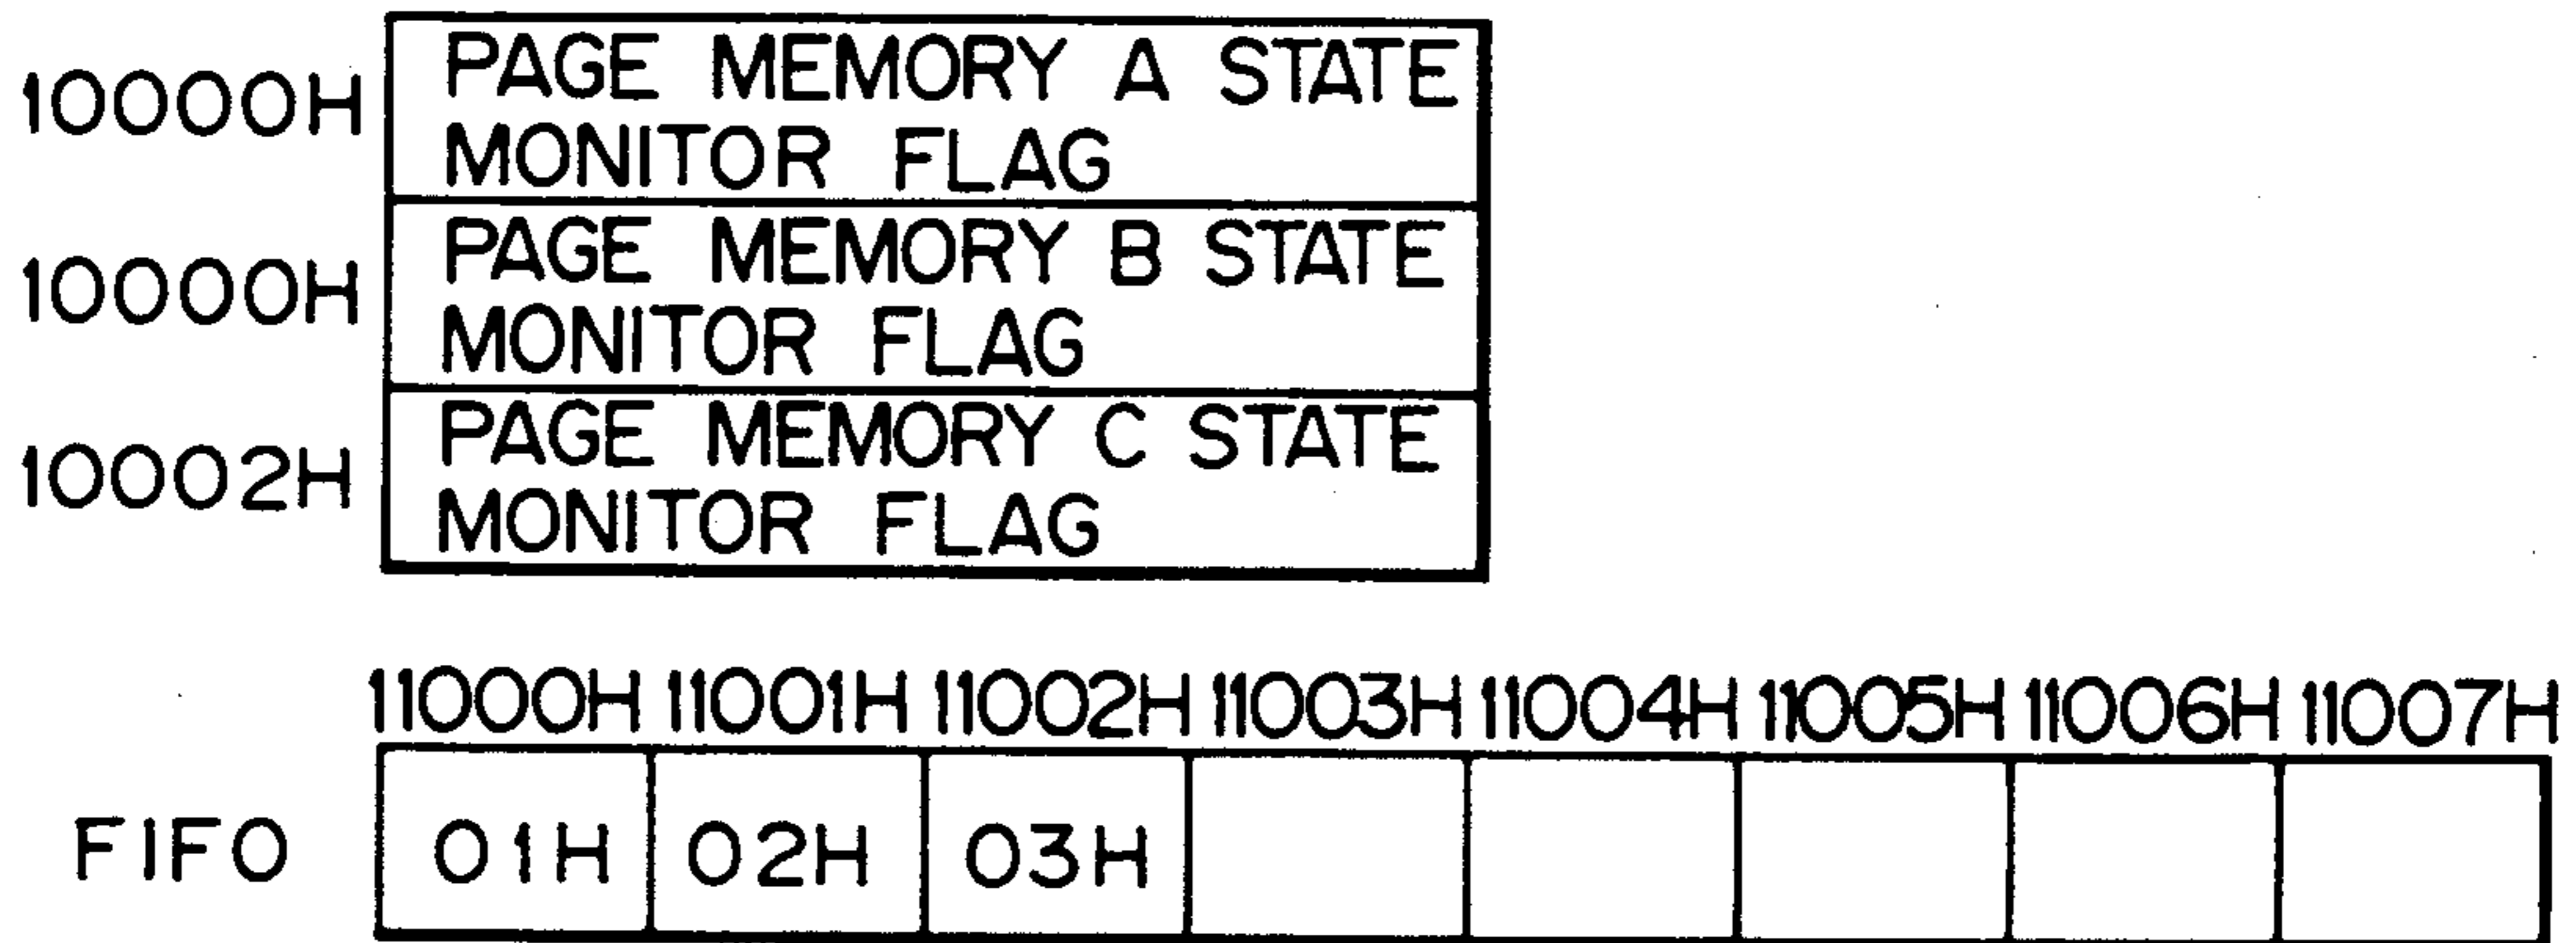 10000H PAGE MEMORY A STATE
MONITOR FLAG
10000H PAGE MEMORY B STATE
MONITOR FLAG
10002H PAGE MEMORY C STATE
MONITOR FLAG
11000H 11001H 11002H 11003H 11004H 11005H 11006H 11007H
FIFO 01H 02H 03H